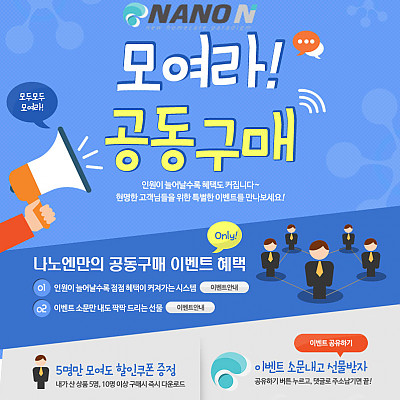 NANO N
모두모두
모여라!
모여라!
공동구매
인원이 늘어날수록 혜택도 커집니다~
현명한 고객님들을 위한 특별한 이벤트를 만나보세요!
Only!
나노엔만의 공동구매 이벤트 혜택
01 인원이 늘어날수록 점점 혜택이 커져가는 시스템 이벤트안내
02 이벤트 소문만 내도 딱딱 드리는 선물 이벤트안내
5명만 모여도 할인쿠폰 증정
내가 산 상품 5명, 10명 이상 구매시 즉시 다운로드
이벤트 공유하기
이벤트 소문내고 선물받자
공유하기 버튼 누르고, 댓글로 주소남기면 끝!